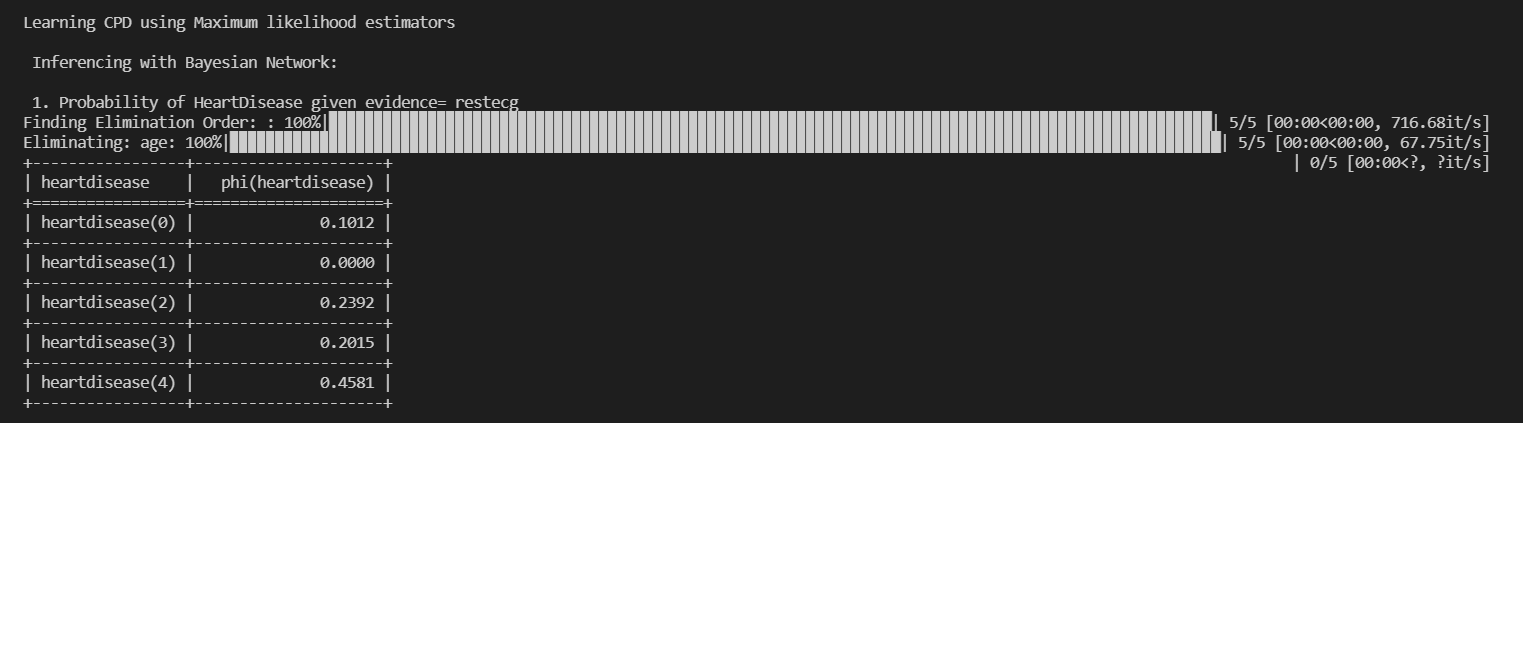 Learning CPD using Maximum likelihood estimators
Inferencing with Bayesian Network:
1. Probability of HeartDisease given evidence= restecg
Finding Elimination Order: : 100%|██████████| 5/5 [00:00<00:00, 716.68it/s]
Eliminating: age: 100%|██████████| 5/5 [00:00<00:00, 67.75it/s]
+-----------------+---------------------+ | 0/5 [00:00<?, ?it/s]
| heartdisease    |   phi(heartdisease) |
+=================+=====================+
| heartdisease(0) |              0.1012 |
+-----------------+---------------------+
| heartdisease(1) |              0.0000 |
+-----------------+---------------------+
| heartdisease(2) |              0.2392 |
+-----------------+---------------------+
| heartdisease(3) |              0.2015 |
+-----------------+---------------------+
| heartdisease(4) |              0.4581 |
+-----------------+---------------------+